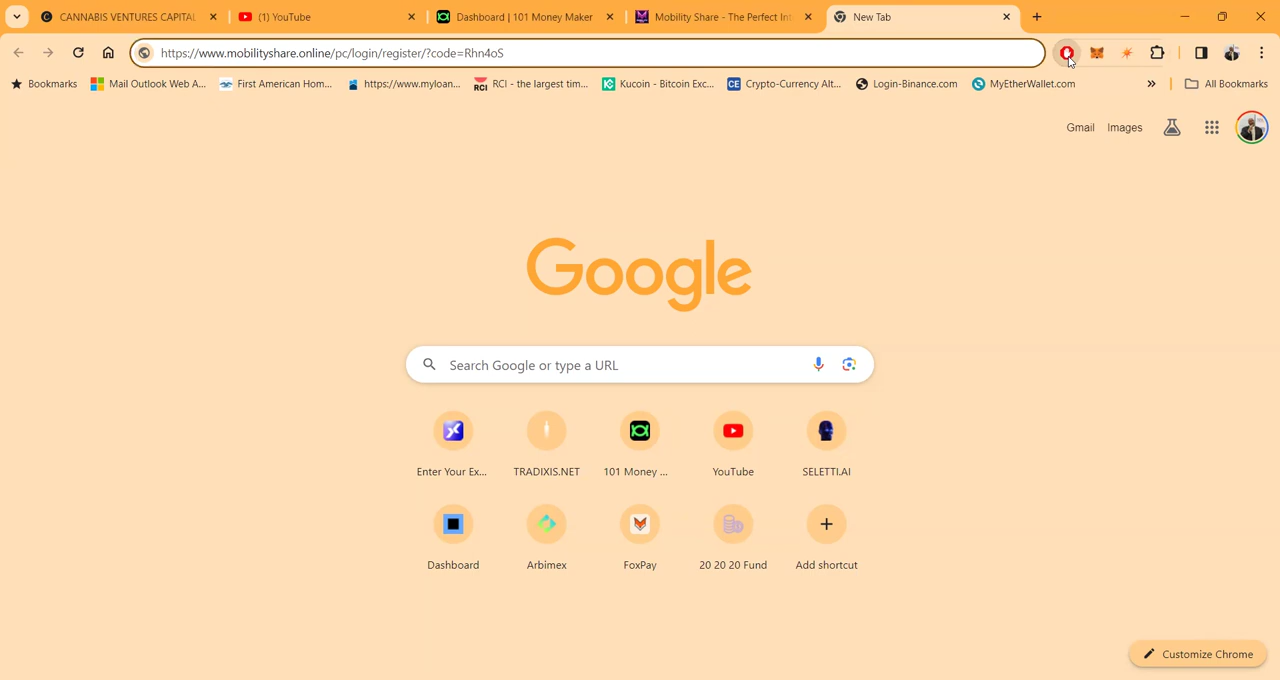 CANNABIS VENTURES CAPITAL
(1) YouTube
Dashboard | 101 Money Maker
Mobility Share - The Perfect Int
New Tab
https://www.mobilityshare.online/pc/login/register/?code=Rhn4oS
Bookmarks
Mail Outlook Web A...
First American Hom...
https://www.myloan...
RCI
RCI - the largest tim...
Kucoin - Bitcoin Exc...
CE
Crypto-Currency Alt...
Login-Binance.com
MyEtherWallet.com
»
All Bookmarks
Gmail
Images
Google
Search Google or type a URL
Enter Your Ex...
TRADIXIS.NET
101 Money ...
YouTube
SELETTI.AI
Dashboard
Arbimex
FoxPay
20 20 20 Fund
Add shortcut
Customize Chrome